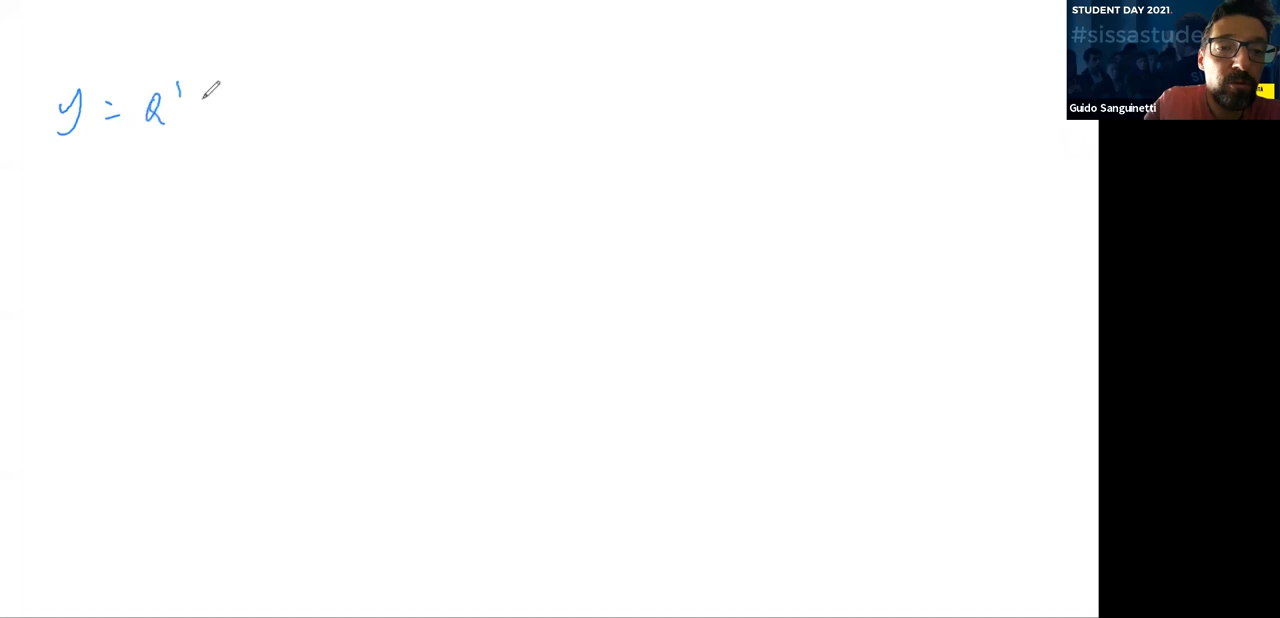 STUDENT DAY 2021.
#sissastude
Guido Sanguinetti
y = Q'